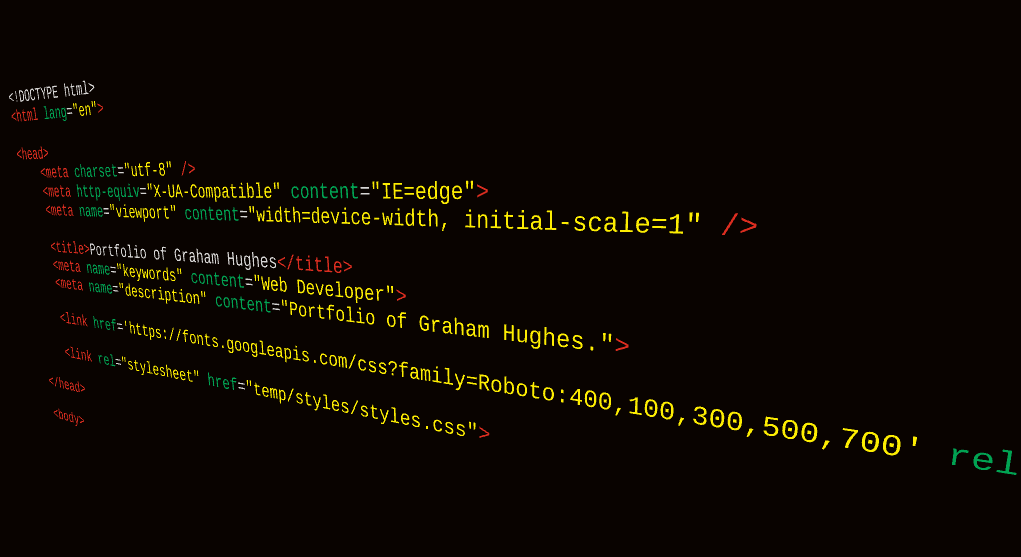 <!DOCTYPE html>
<html lang="en">
<head>
<meta charset="utf-8" />
<meta http-equiv="X-UA-Compatible" content="IE=edge">
<meta name="viewport" content="width=device-width, initial-scale=1" />
<title>Portfolio of Graham Hughes</title>
<meta name="keywords" content="Web Developer">
<meta name="description" content="Portfolio of Graham Hughes.">
<link href='https://fonts.googleapis.com/css?family=Roboto:400,100,300,500,700' rel
<link rel="stylesheet" href="temp/styles/styles.css">
</head>
<body>